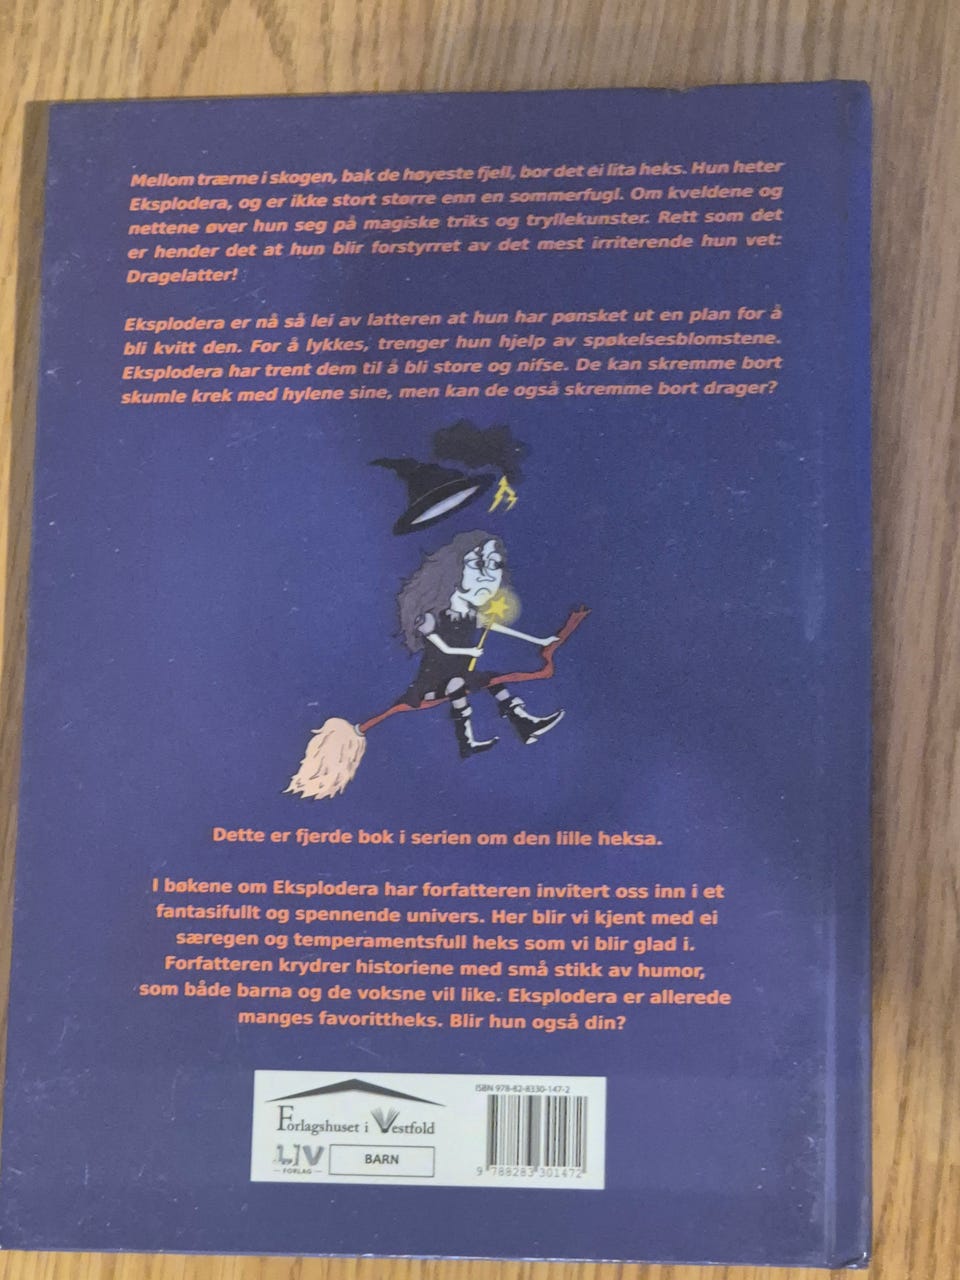 Mellom trærne i skogen, bak de høyeste fjell, bor det ei lita heks. Hun heter
Eksplodera, og er ikke stort større enn en sommerfugl. Om kveldene og
nettene øver hun seg på magiske triks og tryllekunster. Rett som det
er hender det at hun blir forstyrret av det mest irriterende hun vet:
Dragelatter!
Eksplodera er nå så lei av latteren at hun har pønsket ut en plan for å
bli kvitt den. For å lykkes, trenger hun hjelp av spøkelsesblomstene.
Eksplodera har trent dem til å bli store og nifse. De kan skremme bort
skumle krek med hylene sine, men kan de også skremme bort drager?
Dette er fjerde bok i serien om den lille heksa.
I bøkene om Eksplodera har forfatteren invitert oss inn i et
fantasifullt og spennende univers. Her blir vi kjent med ei
særegen og temperamentsfull heks som vi blir glad i.
Forfatteren krydrer historiene med små stikk av humor,
som både barna og de voksne vil like. Eksplodera er allerede
manges favorittheks. Blir hun også din?
Forlagshuset i Vestfold
LIV
FORLAG
BARN
ISBN 978-82-8330-147-2
9 788283 301472